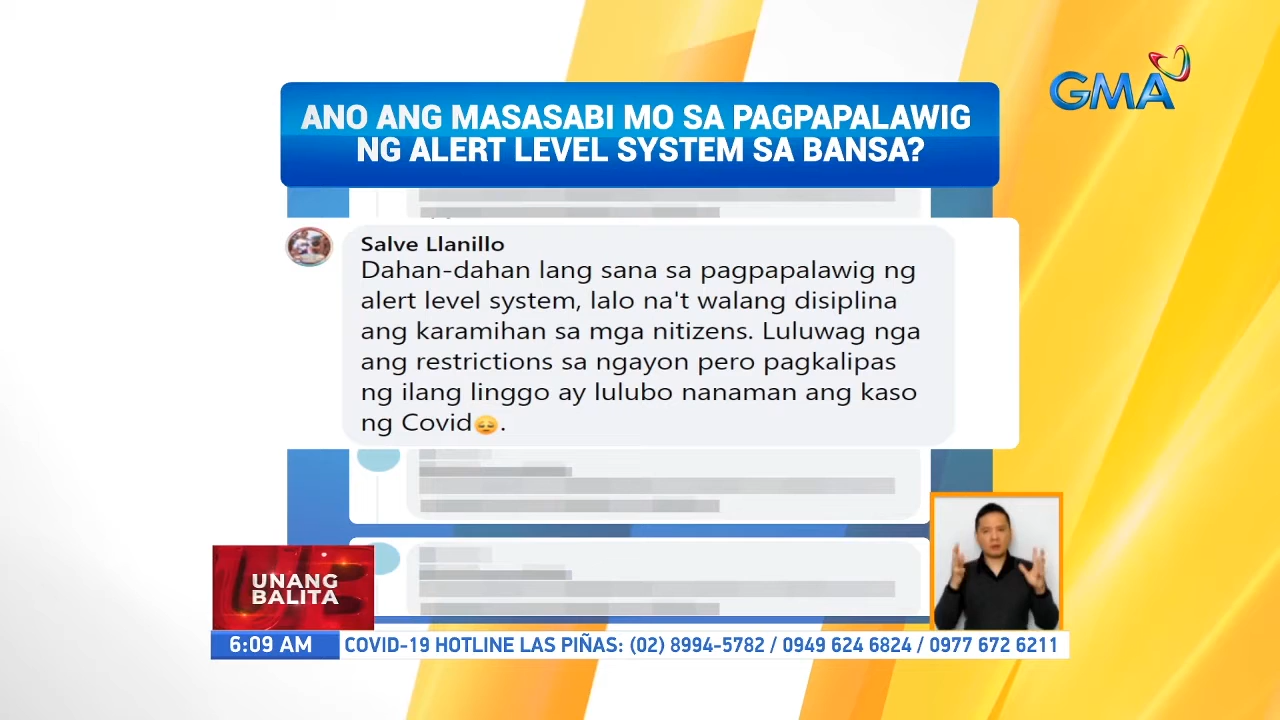 GMA
ANO ANG MASASABI MO SA PAGPAPALAWIG
NG ALERT LEVEL SYSTEM SA BANSA?
Salve Llanillo
Dahan-dahan lang sana sa pagpapalawig ng
alert level system, lalo na't walang disiplina
ang karamihan sa mga nitizens. Luluwag nga
ang restrictions sa ngayon pero pagkalipas
ng ilang linggo ay lulubo nanaman ang kaso
ng Covid😔.
UNANG
BALITA
6:09 AM
COVID-19 HOTLINE LAS PIÑAS: (02) 8994-5782 / 0949 624 6824 / 0977 672 6211